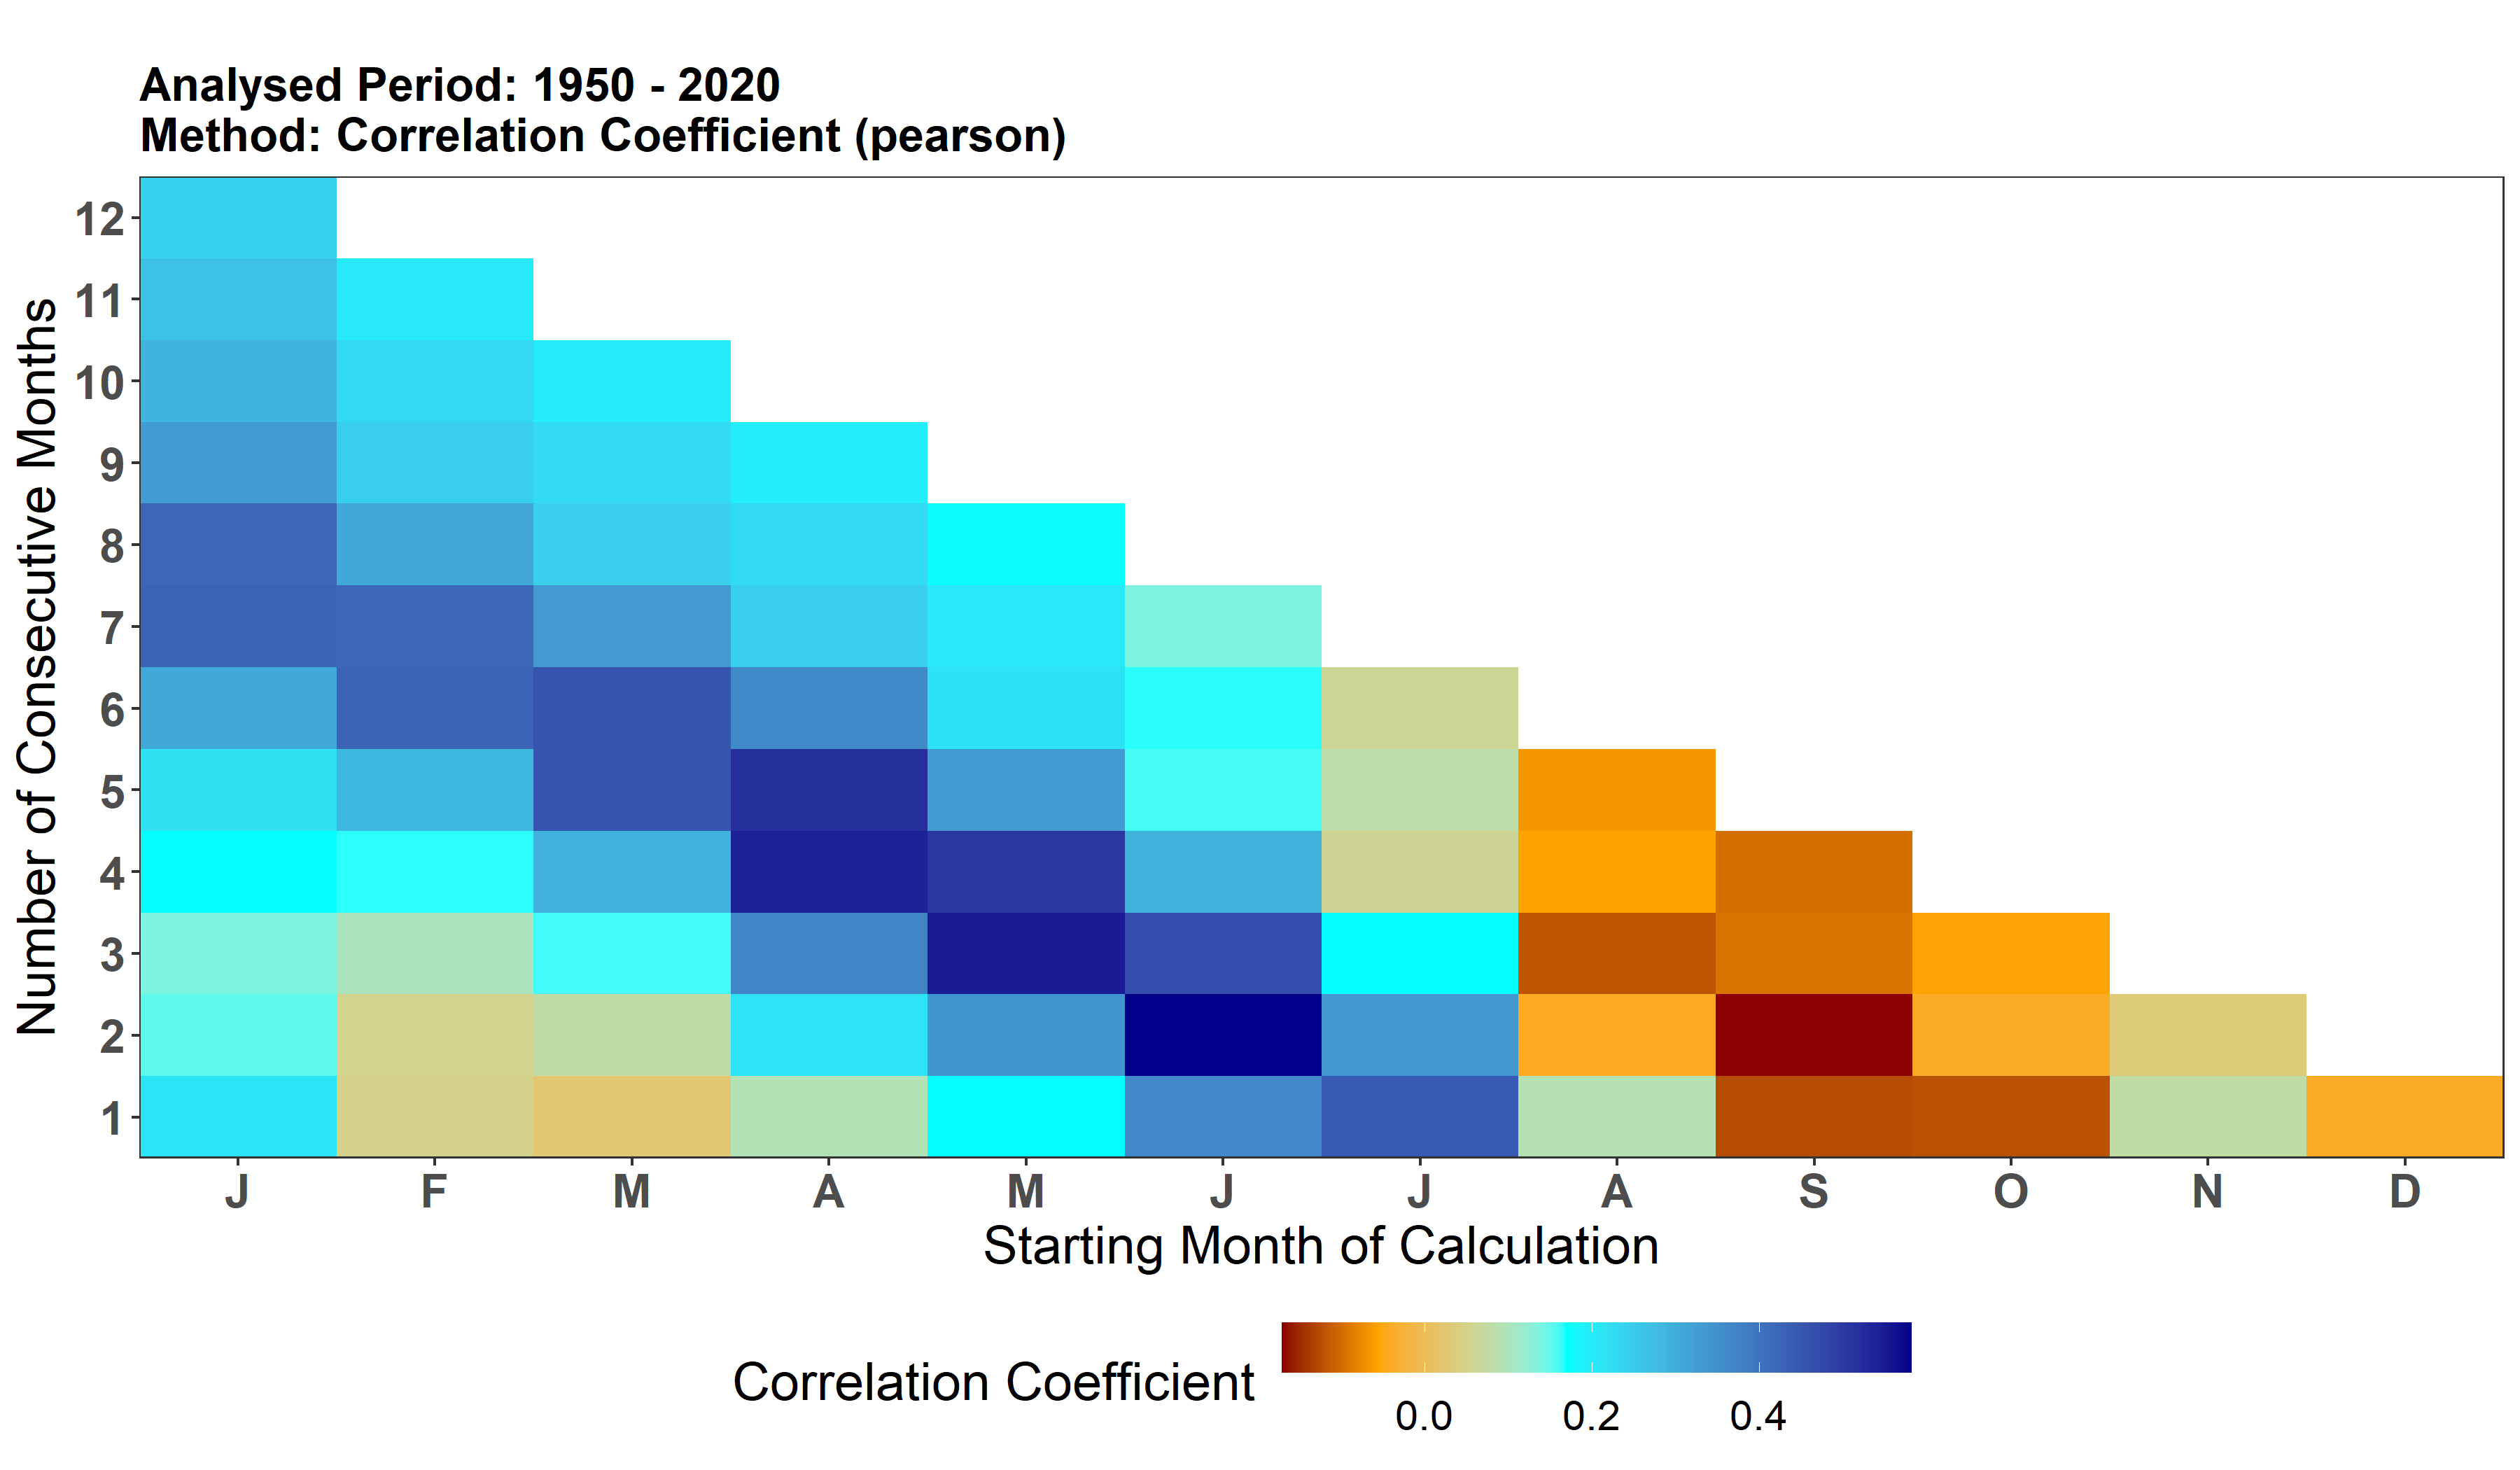 Analysed Period: 1950 - 2020
Method: Correlation Coefficient (pearson)
Number of Consecutive Months
12
11
10
9
8
7
6
5
4
3
2
1
J F M A M J J A S O N D
Starting Month of Calculation
Correlation Coefficient
0.0 0.2 0.4